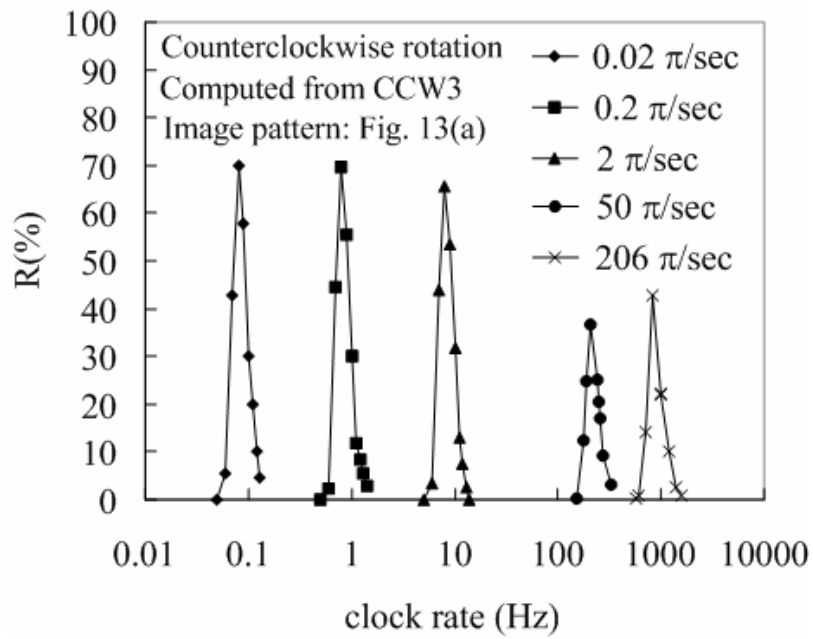 100
90
80
70
60
50
40
30
20
10
0
R(%)
Counterclockwise rotation
Computed from CCW3
Image pattern: Fig. 13(a)
0.02 π/sec
0.2 π/sec
2 π/sec
50 π/sec
206 π/sec
0.01 0.1 1 10 100 1000 10000
clock rate (Hz)